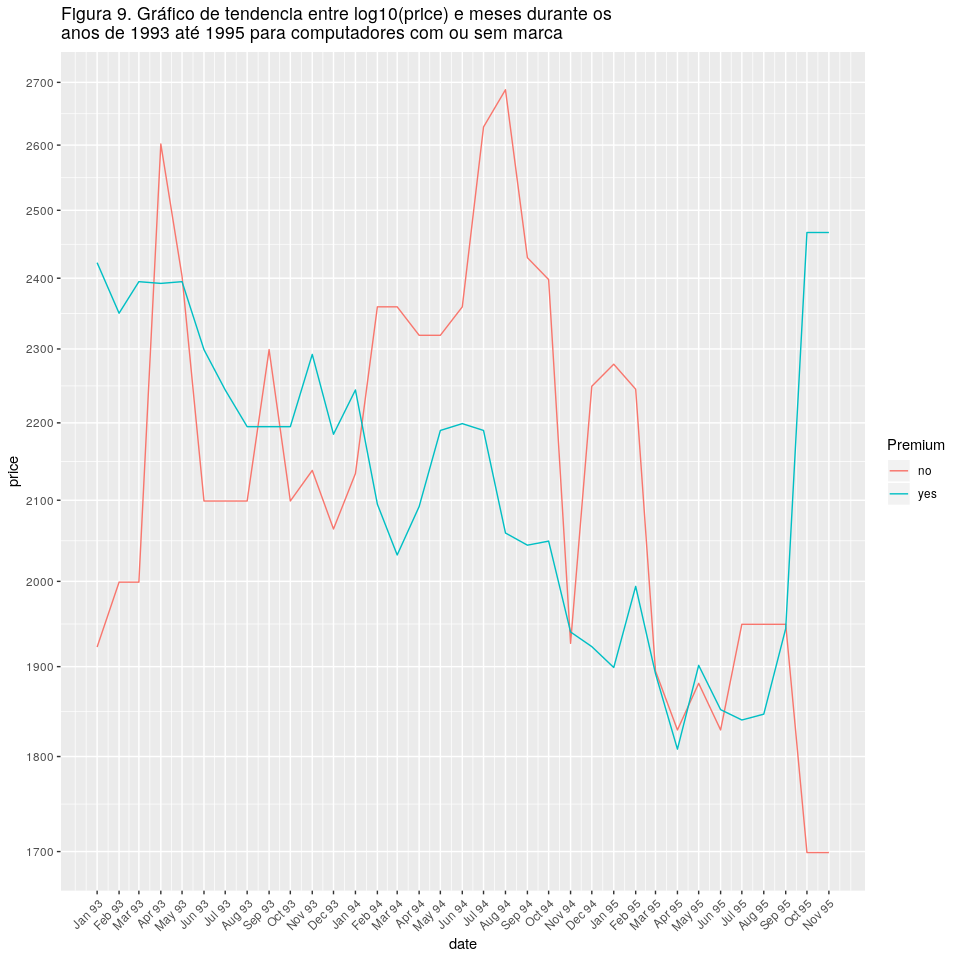 Figura 9. Gráfico de tendencia entre log10(price) e meses durante os
anos de 1993 até 1995 para computadores com ou sem marca
2700
2600
2500
2400
2300
2200
2100
2000
1900
1800
1700
price
Premium
no
yes
Jan 93
Feb 93
Mar 93
Apr 93
May 93
Jun 93
Jul 93
Aug 93
Sep 93
Oct 93
Nov 93
Dec 93
Jan 94
Feb 94
Mar 94
Apr 94
May 94
Jun 94
Jul 94
Aug 94
Sep 94
Oct 94
Nov 94
Dec 94
Jan 95
Feb 95
Mar 95
Apr 95
May 95
Jun 95
Jul 95
Aug 95
Sep 95
Oct 95
Nov 95
date